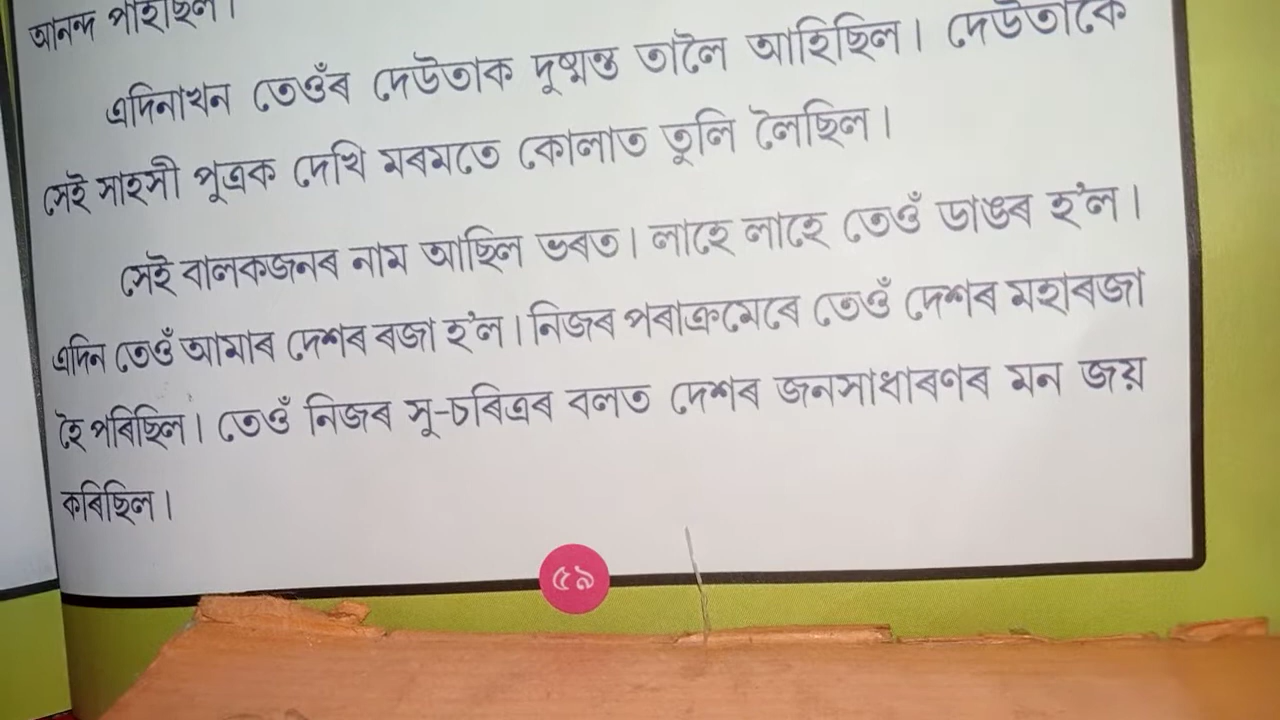 আনন্দ পাইছিল।
এদিনাখন তেওঁৰ দেউতাক দুষ্মন্ত তালৈ আহিছিল। দেউতাকে
সেই সাহসী পুত্ৰক দেখি মৰমতে কোলাত তুলি লৈছিল।
সেই বালকজনৰ নাম আছিল ভৰত। লাহে লাহে তেওঁ ডাঙৰ হ'ল।
এদিন তেওঁ আমাৰ দেশৰ ৰজা হ'ল। নিজৰ পৰাক্ৰমেৰে তেওঁ দেশৰ মহাৰজা
হৈ পৰিছিল। তেওঁ নিজৰ সু-চৰিত্ৰৰ বলত দেশৰ জনসাধাৰণৰ মন জয়
কৰিছিল।
৫৯